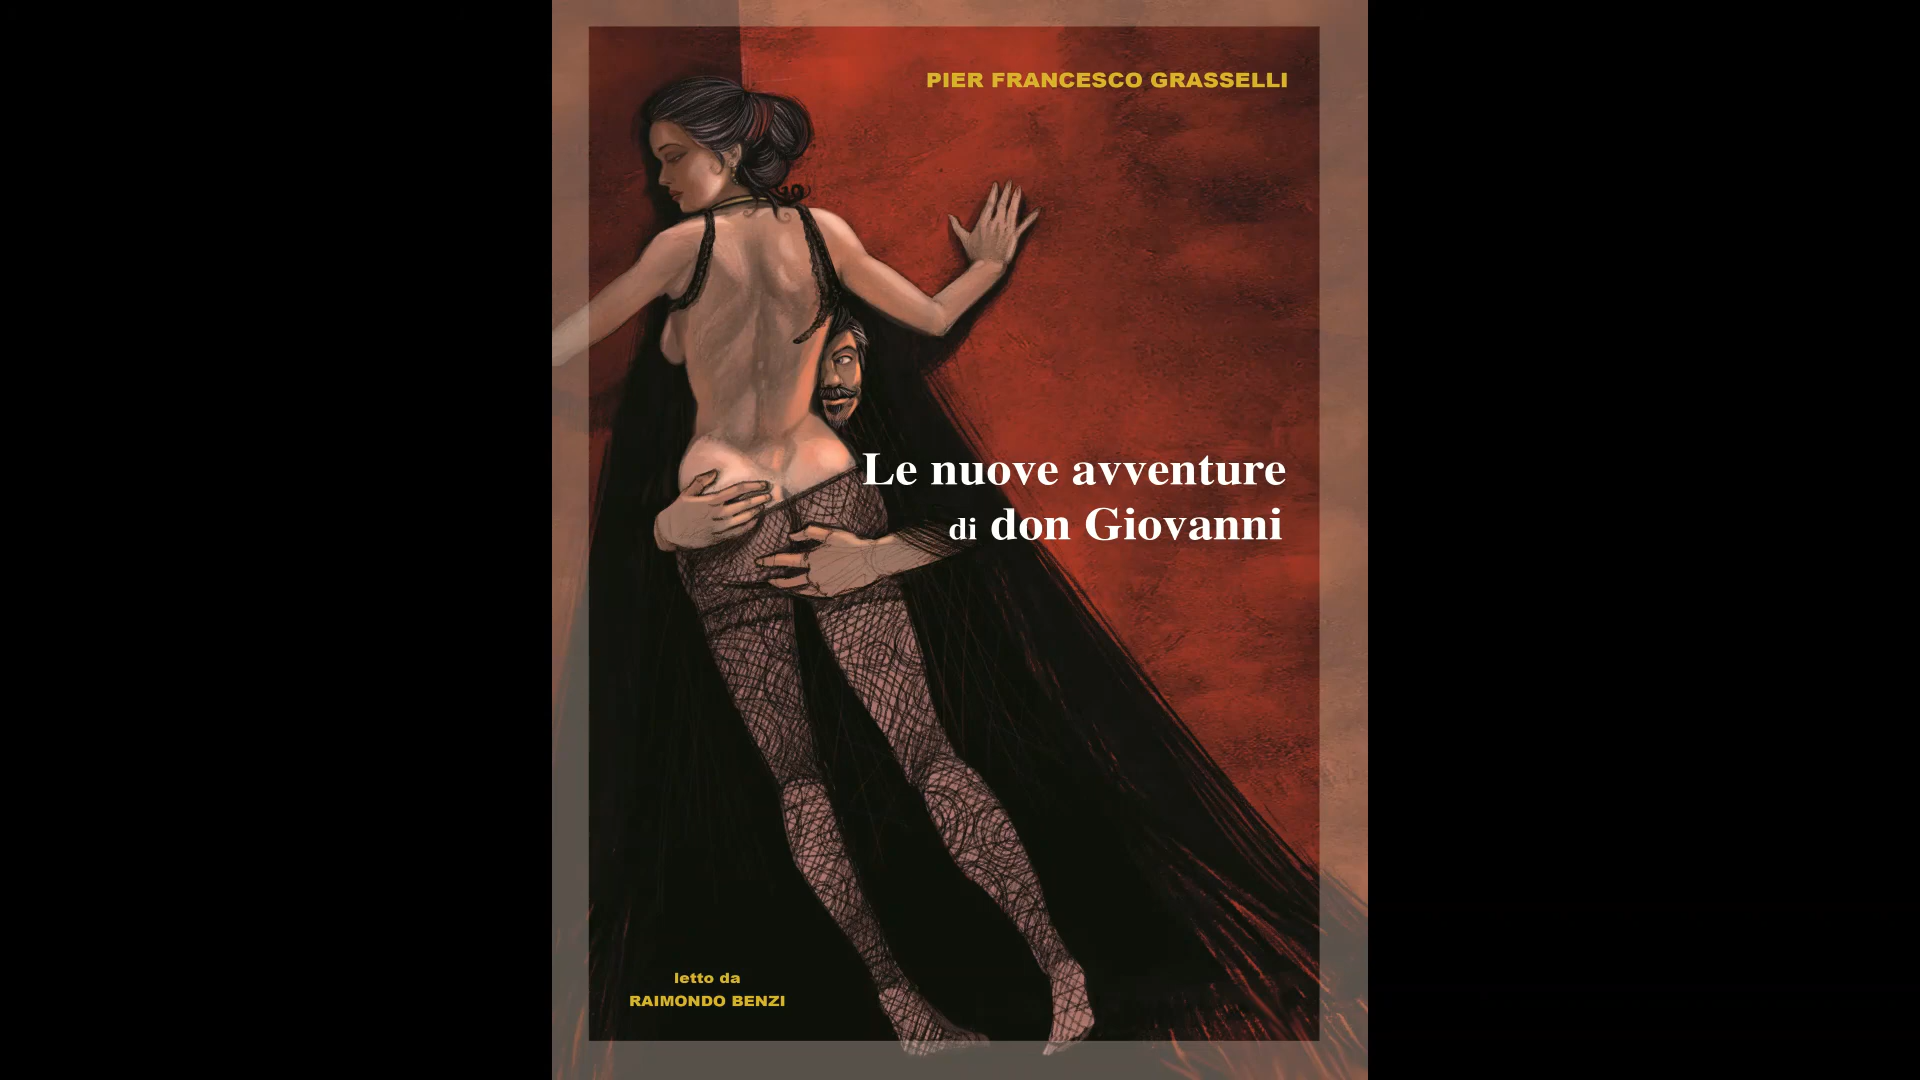 PIER FRANCESCO GRASSELLI
Le nuove avventure
di don Giovanni
letto da
RAIMONDO BENZI